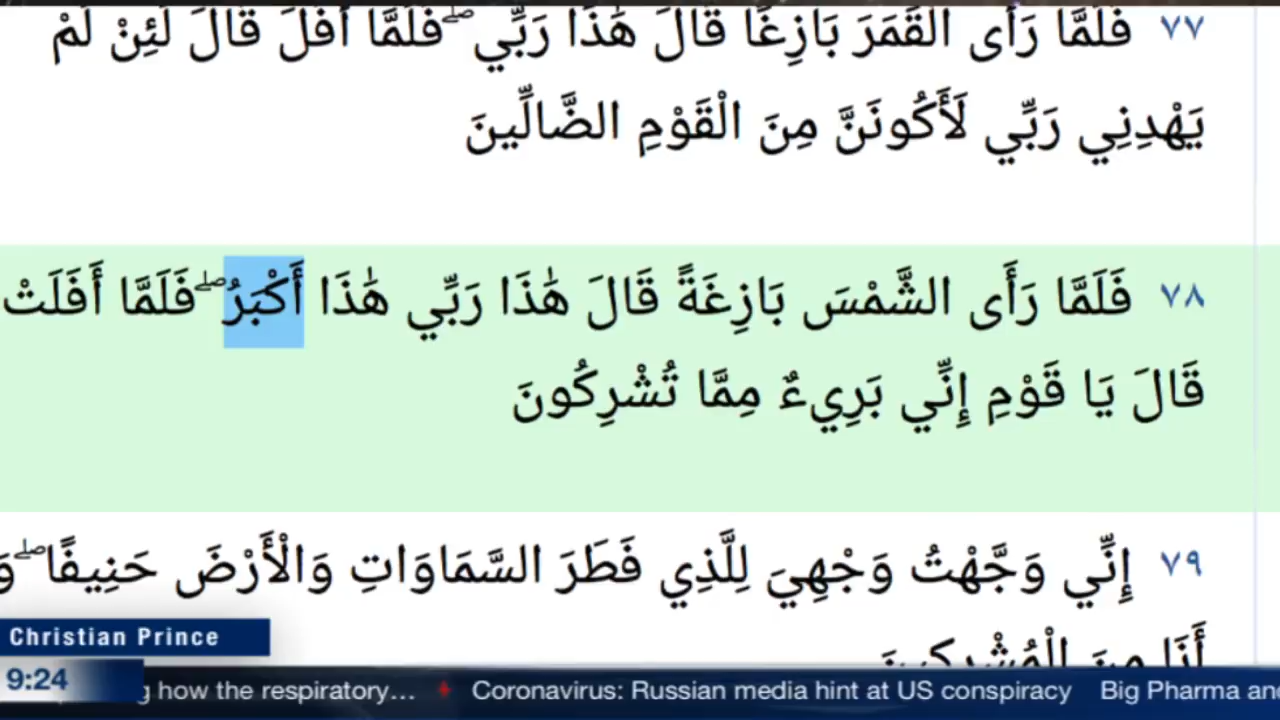 ٧٧ فَلَمَّا رَأَى الْقَمَرَ بَازِغًا قَالَ هَٰذَا رَبِّي ۖ فَلَمَّا أَفَلَ قَالَ لَئِنْ لَمْ
يَهْدِنِي رَبِّي لَأَكُونَنَّ مِنَ الْقَوْمِ الضَّالِّينَ
٧٨ فَلَمَّا رَأَى الشَّمْسَ بَازِغَةً قَالَ هَٰذَا رَبِّي هَٰذَا أَكْبَرُ ۖ فَلَمَّا أَفَلَتْ
قَالَ يَا قَوْمِ إِنِّي بَرِيءٌ مِمَّا تُشْرِكُونَ
٧٩ إِنِّي وَجَّهْتُ وَجْهِيَ لِلَّذِي فَطَرَ السَّمَاوَاتِ وَالْأَرْضَ حَنِيفًا ۖ وَ
أَنَا مِنَ الْمُشْرِكِينَ
Christian Prince
9:24
g how the respiratory... ♦ Coronavirus: Russian media hint at US conspiracy Big Pharma and